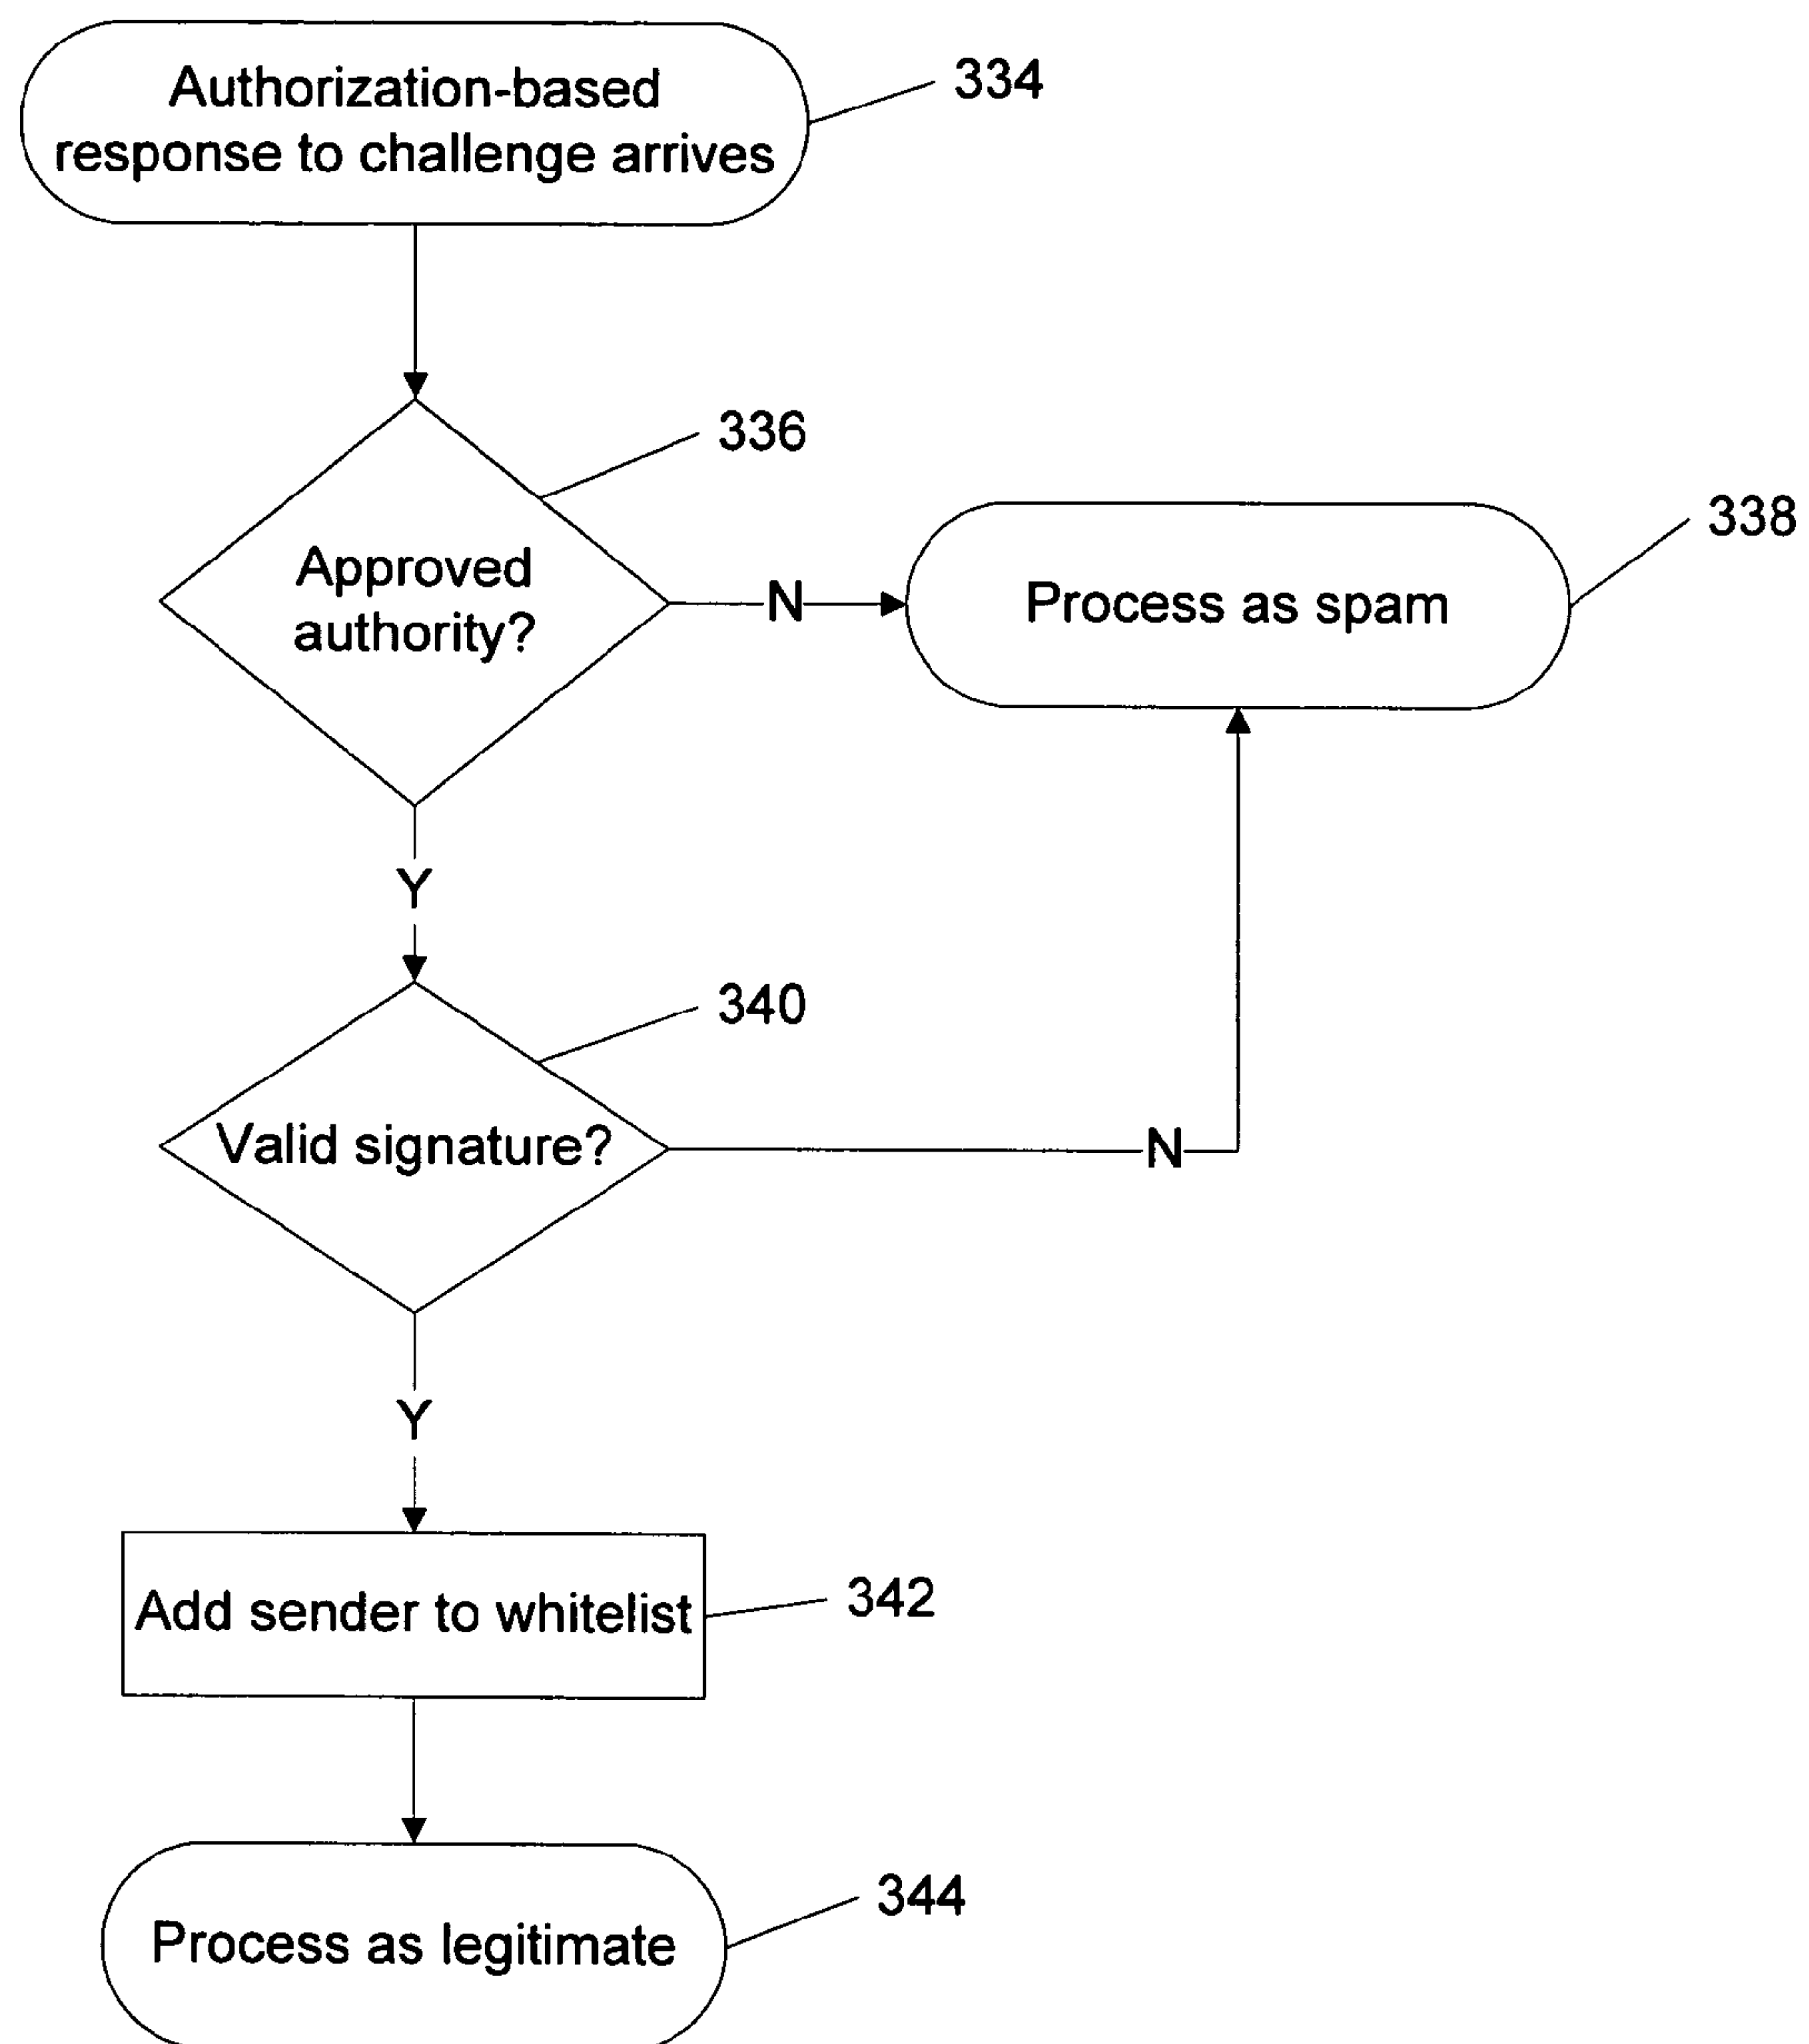 Authorization-based
response to challenge arrives
334
336
Approved
authority?
N
338
Process as spam
Y
340
Valid signature?
N
Y
Add sender to whitelist
342
344
Process as legitimate